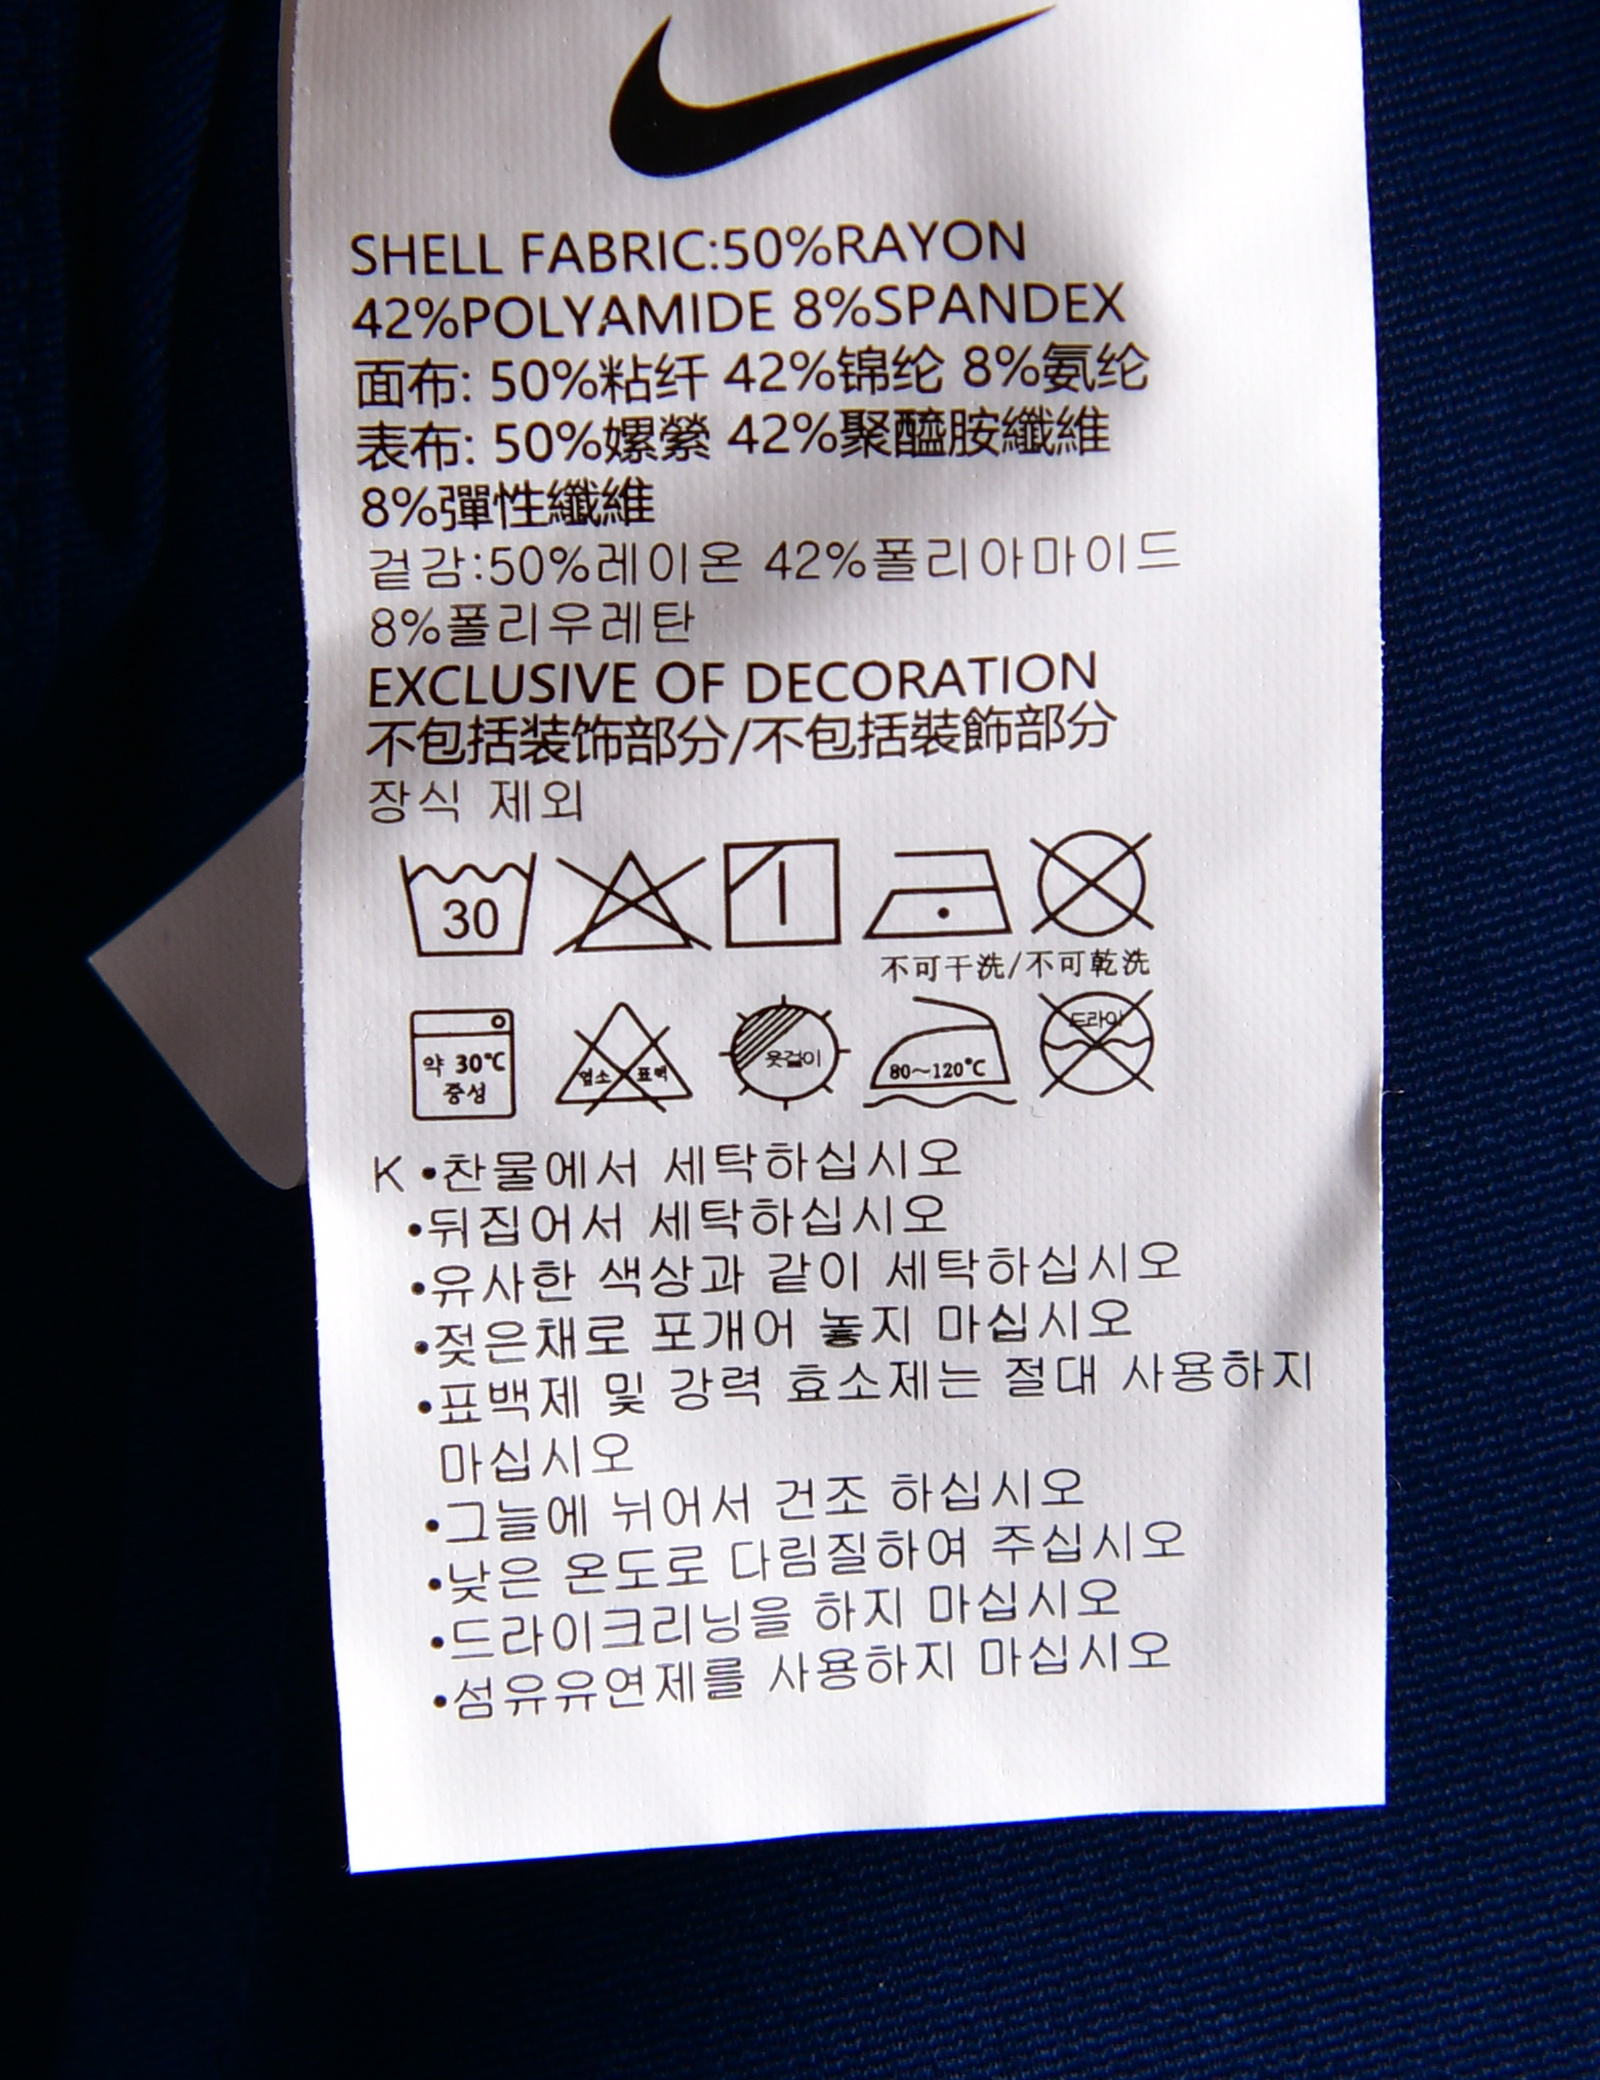 SHELL FABRIC:50%RAYON
42%POLYAMIDE 8%SPANDEX
面布: 50%粘纤 42%锦纶 8%氨纶
表布: 50%嫘縈 42%聚醯胺纖維
8%彈性纖維
겉감:50%레이온 42%폴리아마이드
8%폴리우레탄
EXCLUSIVE OF DECORATION
不包括装饰部分/不包括裝飾部分
장식 제외
30
不可干洗/不可乾洗
약 30℃
중성
염소 표백
옷걸이
80～120℃
드라이
K •찬물에서 세탁하십시오
•뒤집어서 세탁하십시오
•유사한 색상과 같이 세탁하십시오
•젖은채로 포개어 놓지 마십시오
•표백제 및 강력 효소제는 절대 사용하지
마십시오
•그늘에 뉘어서 건조 하십시오
•낮은 온도로 다림질하여 주십시오
•드라이크리닝을 하지 마십시오
•섬유유연제를 사용하지 마십시오